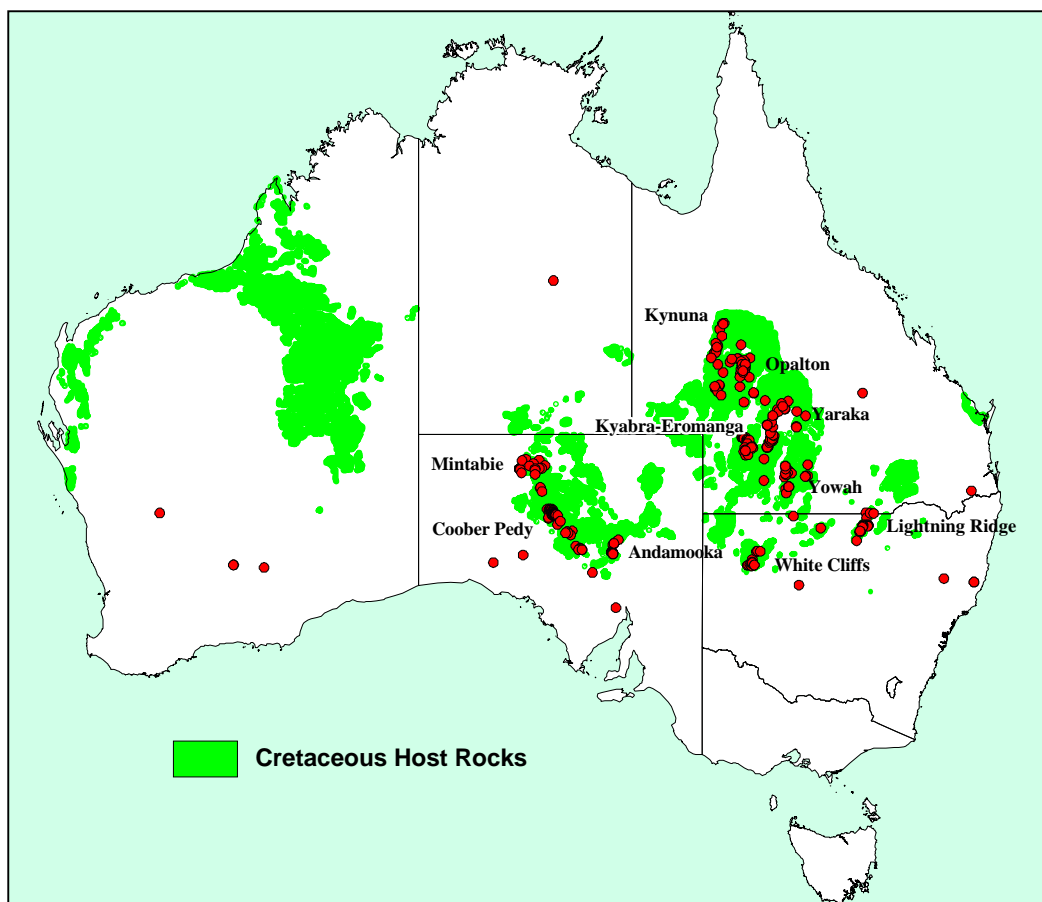 Kynuna
Opalton
Yaraka
Kyabra-Eromanga
Mintabie
Yowah
Coober Pedy
Lightning Ridge
Andamooka
White Cliffs
Cretaceous Host Rocks